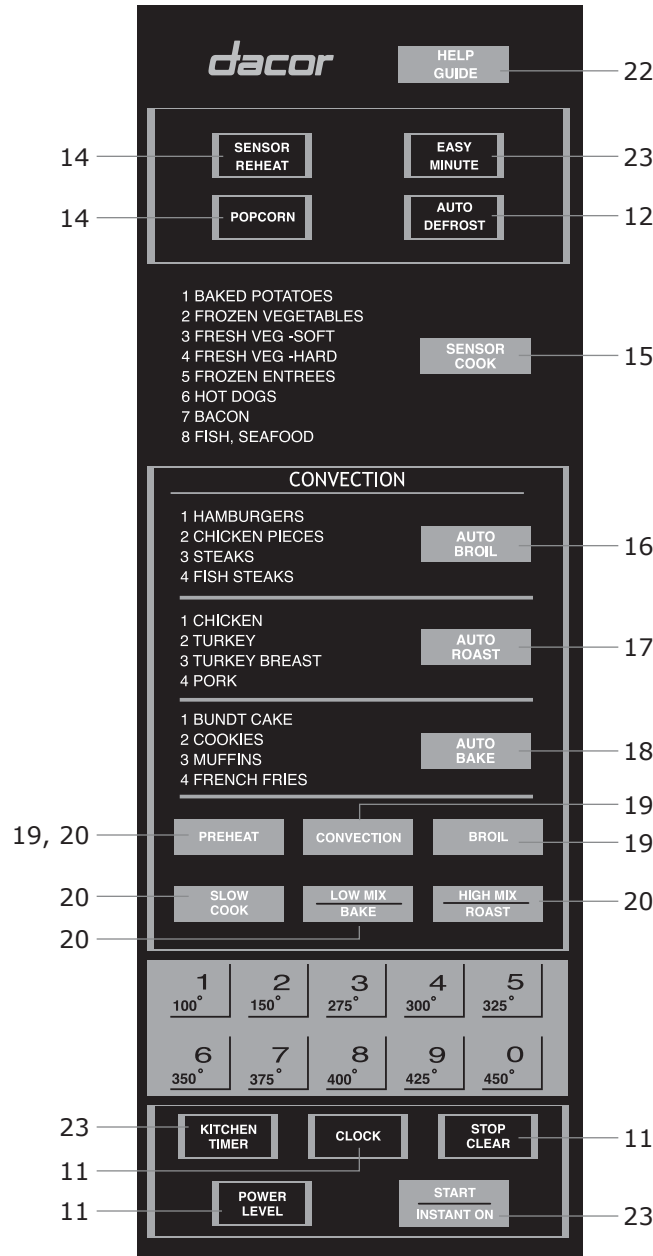 dacor
HELP
GUIDE
22
14
SENSOR
REHEAT
EASY
MINUTE
23
14
POPCORN
AUTO
DEFROST
12
1 BAKED POTATOES
2 FROZEN VEGETABLES
3 FRESH VEG -SOFT
4 FRESH VEG -HARD
5 FROZEN ENTREES
6 HOT DOGS
7 BACON
8 FISH, SEAFOOD
SENSOR
COOK
15
CONVECTION
1 HAMBURGERS
2 CHICKEN PIECES
3 STEAKS
4 FISH STEAKS
AUTO
BROIL
16
1 CHICKEN
2 TURKEY
3 TURKEY BREAST
4 PORK
AUTO
ROAST
17
1 BUNDT CAKE
2 COOKIES
3 MUFFINS
4 FRENCH FRIES
AUTO
BAKE
18
19
19, 20
PREHEAT
CONVECTION
BROIL
19
20
SLOW
COOK
LOW MIX
BAKE
HIGH MIX
ROAST
20
20
1
100°
2
150°
3
275°
4
300°
5
325°
6
350°
7
375°
8
400°
9
425°
0
450°
23
KITCHEN
TIMER
CLOCK
STOP
CLEAR
11
11
11
POWER
LEVEL
START
INSTANT ON
23